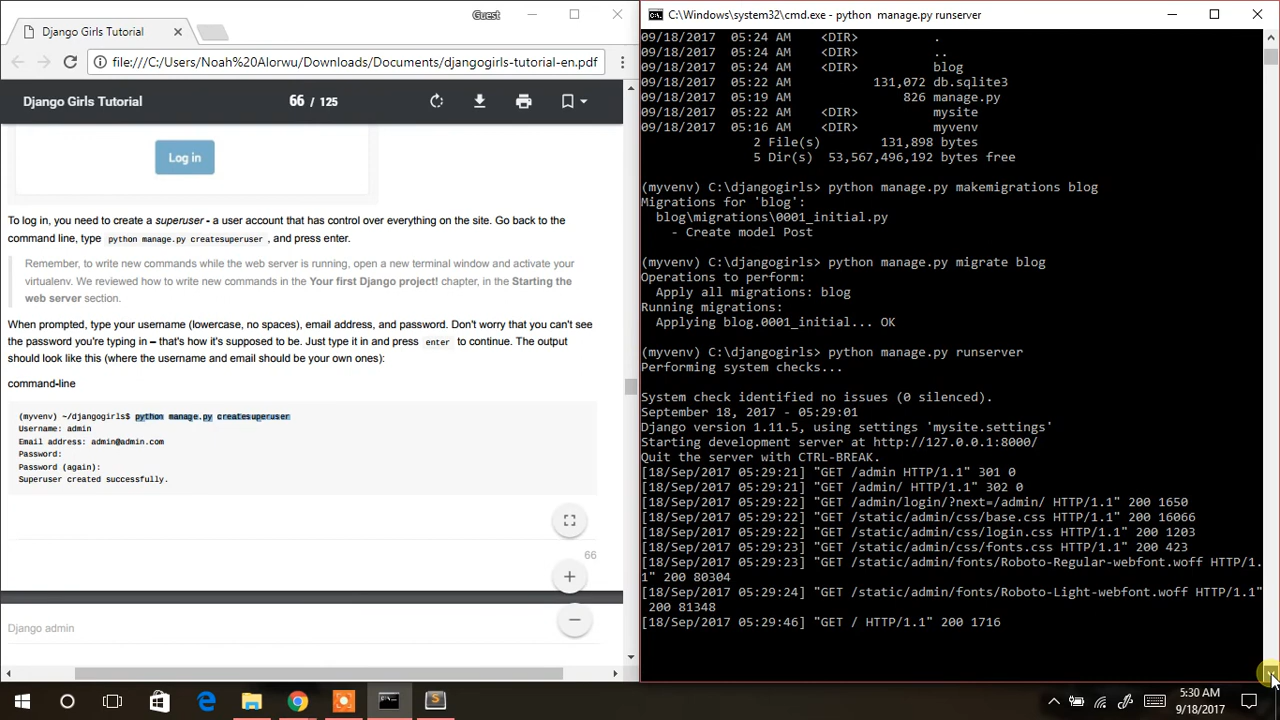 Guest
Django Girls Tutorial
file:///C:/Users/Noah%20Alorwu/Downloads/Documents/djangogirls-tutorial-en.pdf
Django Girls Tutorial
66 / 125
Log in
To log in, you need to create a superuser - a user account that has control over everything on the site. Go back to the
command line, type python manage.py createsuperuser , and press enter.
Remember, to write new commands while the web server is running, open a new terminal window and activate your
virtualenv. We reviewed how to write new commands in the Your first Django project! chapter, in the Starting the
web server section.
When prompted, type your username (lowercase, no spaces), email address, and password. Don't worry that you can't see
the password you're typing in – that's how it's supposed to be. Just type it in and press enter to continue. The output
should look like this (where the username and email should be your own ones):
command-line
(myvenv) ~/djangogirls$ python manage.py createsuperuser
Username: admin
Email address: admin@admin.com
Password:
Password (again):
Superuser created successfully.
66
Django admin
C:\Windows\system32\cmd.exe - python manage.py runserver
09/18/2017 05:24 AM <DIR> .
09/18/2017 05:24 AM <DIR> ..
09/18/2017 05:24 AM <DIR> blog
09/18/2017 05:22 AM 131,072 db.sqlite3
09/18/2017 05:19 AM 826 manage.py
09/18/2017 05:22 AM <DIR> mysite
09/18/2017 05:16 AM <DIR> myvenv
2 File(s) 131,898 bytes
5 Dir(s) 53,567,496,192 bytes free
(myvenv) C:\djangogirls> python manage.py makemigrations blog
Migrations for 'blog':
blog\migrations\0001_initial.py
- Create model Post
(myvenv) C:\djangogirls> python manage.py migrate blog
Operations to perform:
Apply all migrations: blog
Running migrations:
Applying blog.0001_initial... OK
(myvenv) C:\djangogirls> python manage.py runserver
Performing system checks...
System check identified no issues (0 silenced).
September 18, 2017 - 05:29:01
Django version 1.11.5, using settings 'mysite.settings'
Starting development server at http://127.0.0.1:8000/
Quit the server with CTRL-BREAK.
[18/Sep/2017 05:29:21] "GET /admin HTTP/1.1" 301 0
[18/Sep/2017 05:29:21] "GET /admin/ HTTP/1.1" 302 0
[18/Sep/2017 05:29:22] "GET /admin/login/?next=/admin/ HTTP/1.1" 200 1650
[18/Sep/2017 05:29:22] "GET /static/admin/css/base.css HTTP/1.1" 200 16066
[18/Sep/2017 05:29:22] "GET /static/admin/css/login.css HTTP/1.1" 200 1203
[18/Sep/2017 05:29:23] "GET /static/admin/css/fonts.css HTTP/1.1" 200 423
[18/Sep/2017 05:29:23] "GET /static/admin/fonts/Roboto-Regular-webfont.woff HTTP/1.
1" 200 80304
[18/Sep/2017 05:29:24] "GET /static/admin/fonts/Roboto-Light-webfont.woff HTTP/1.1"
200 81348
[18/Sep/2017 05:29:46] "GET / HTTP/1.1" 200 1716
5:30 AM
9/18/2017